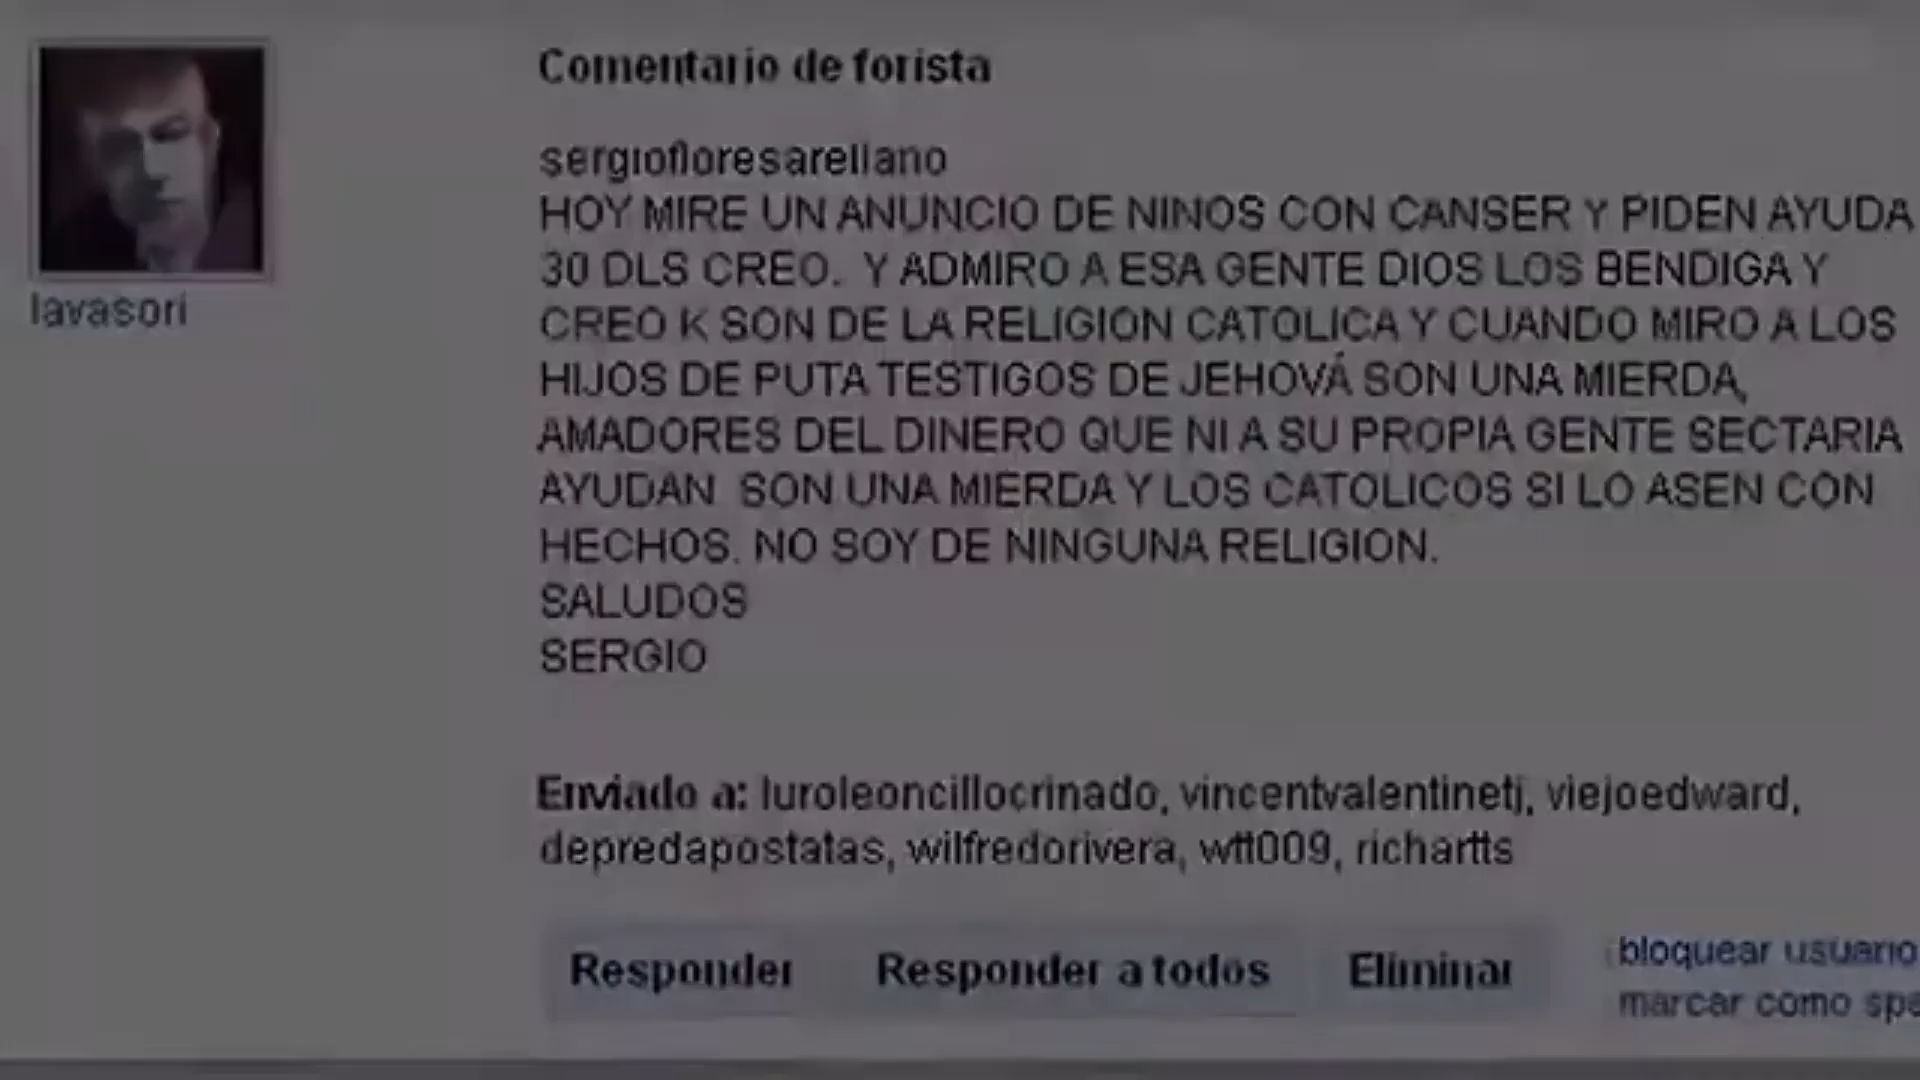 Comentario de forista
sergiofloresarellano
HOY MIRE UN ANUNCIO DE NINOS CON CANSER Y PIDEN AYUDA
30 DLS CREO. Y ADMIRO A ESA GENTE DIOS LOS BENDIGA Y
CREO K SON DE LA RELIGION CATOLICA Y CUANDO MIRO A LOS
HIJOS DE PUTA TESTIGOS DE JEHOVÁ SON UNA MIERDA,
AMADORES DEL DINERO QUE NI A SU PROPIA GENTE SECTARIA
AYUDAN SON UNA MIERDA Y LOS CATOLICOS SI LO ASEN CON
HECHOS. NO SOY DE NINGUNA RELIGION.
SALUDOS
SERGIO
lavasori
Enviado a: luroleoncillocrinado, vincentvalentinetj, viejoedward,
depredapostatas, wilfredorivera, wtt009, richartts
Responder Responder a todos Eliminar
bloquear usuario
marcar como